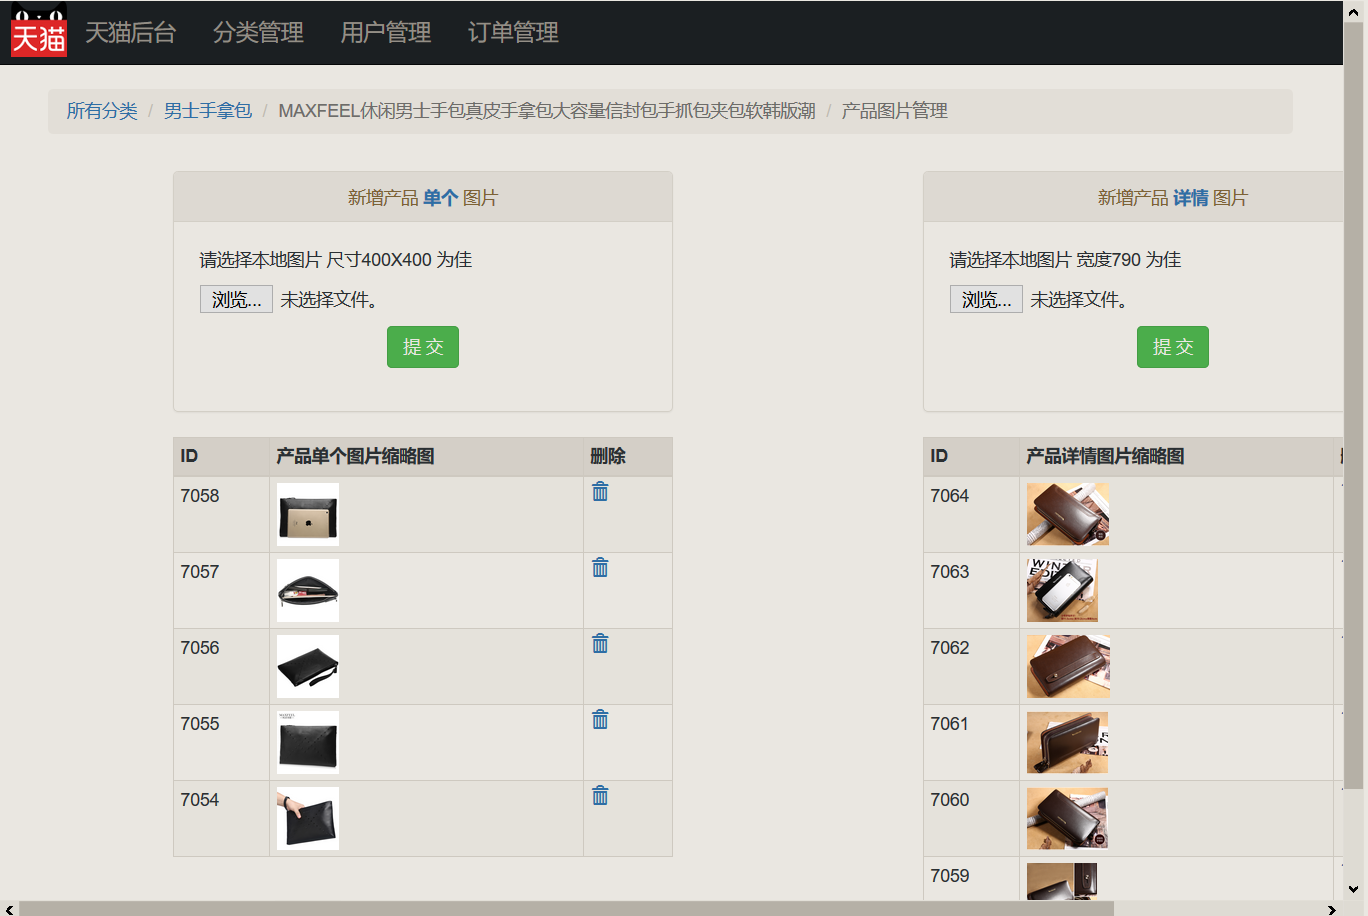 天猫 天猫后台 分类管理 用户管理 订单管理
所有分类 / 男士手拿包 / MAXFEEL休闲男士手包真皮手拿包大容量信封包手抓包夹包软韩版潮 / 产品图片管理
新增产品 单个 图片
请选择本地图片 尺寸400X400 为佳
浏览... 未选择文件。
提交
ID 产品单个图片缩略图 删除
7058
7057
7056
7055
7054
新增产品 详情 图片
请选择本地图片 宽度790 为佳
浏览... 未选择文件。
提交
ID 产品详情图片缩略图
7064
7063
7062
7061
7060
7059